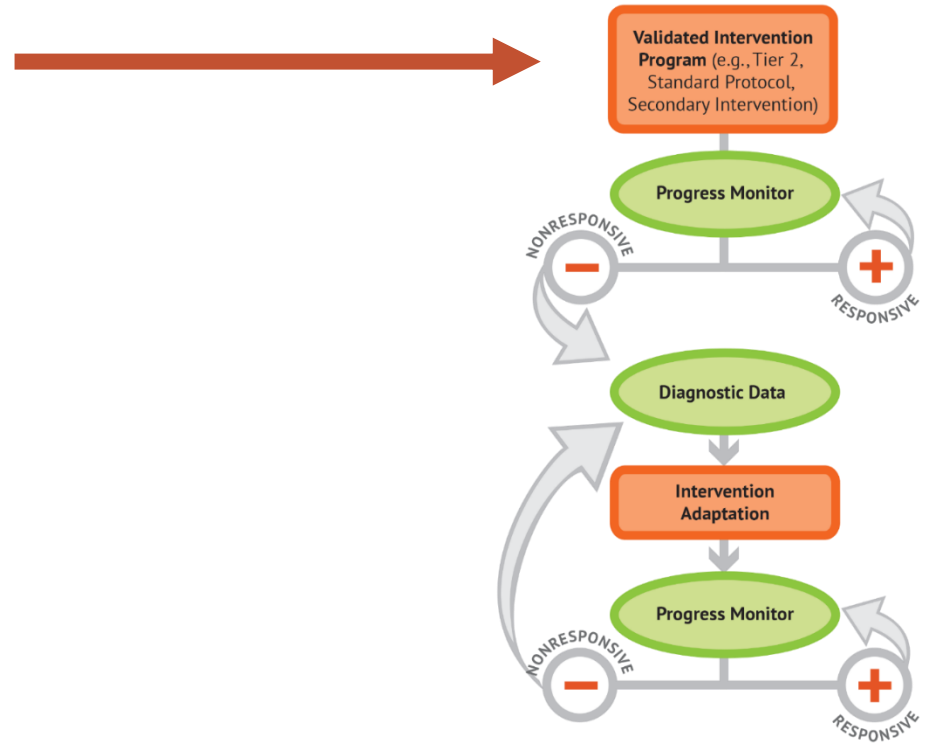 Validated Intervention
Program (e.g., Tier 2,
Standard Protocol,
Secondary Intervention)
Progress Monitor
NONRESPONSIVE
−
+
RESPONSIVE
Diagnostic Data
Intervention
Adaptation
Progress Monitor
NONRESPONSIVE
−
+
RESPONSIVE